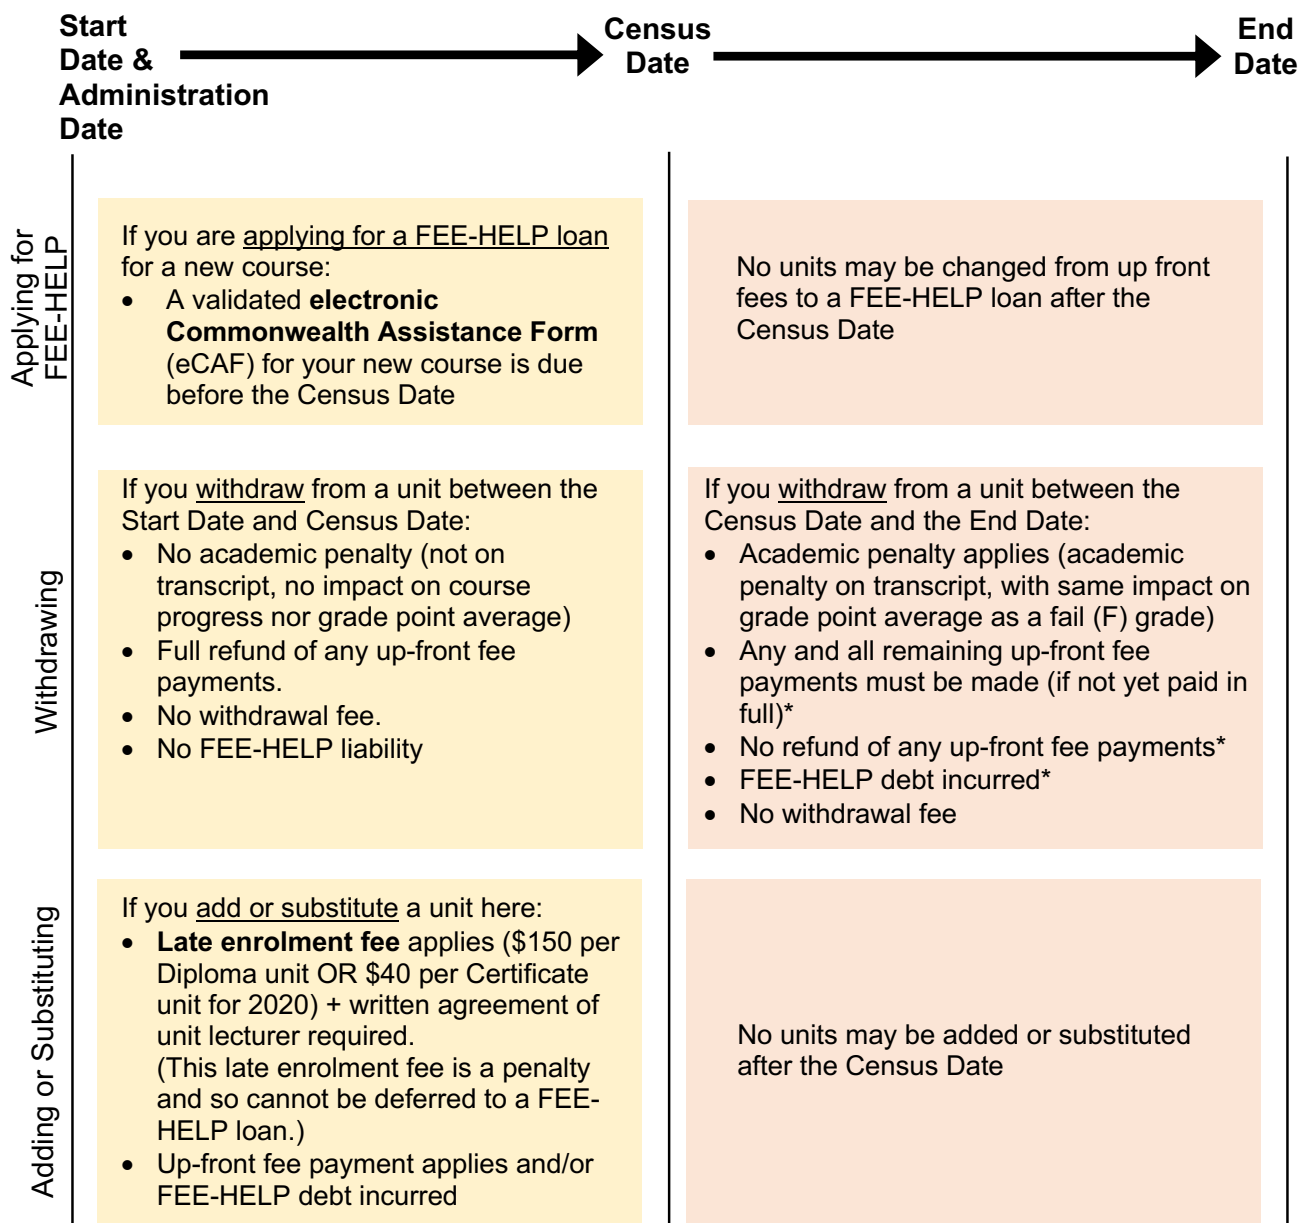 Start
Date &
Administration
Date
Census
Date
End
Date
Applying for
FEE-HELP
If you are applying for a FEE-HELP loan
for a new course:
• A validated electronic
Commonwealth Assistance Form
(eCAF) for your new course is due
before the Census Date
No units may be changed from up front
fees to a FEE-HELP loan after the
Census Date
Withdrawing
If you withdraw from a unit between the
Start Date and Census Date:
• No academic penalty (not on
transcript, no impact on course
progress nor grade point average)
• Full refund of any up-front fee
payments.
• No withdrawal fee.
• No FEE-HELP liability
If you withdraw from a unit between the
Census Date and the End Date:
• Academic penalty applies (academic
penalty on transcript, with same impact on
grade point average as a fail (F) grade)
• Any and all remaining up-front fee
payments must be made (if not yet paid in
full)*
• No refund of any up-front fee payments*
• FEE-HELP debt incurred*
• No withdrawal fee
Adding or Substituting
If you add or substitute a unit here:
• Late enrolment fee applies ($150 per
Diploma unit OR $40 per Certificate
unit for 2020) + written agreement of
unit lecturer required.
(This late enrolment fee is a penalty
and so cannot be deferred to a FEE-
HELP loan.)
• Up-front fee payment applies and/or
FEE-HELP debt incurred
No units may be added or substituted
after the Census Date